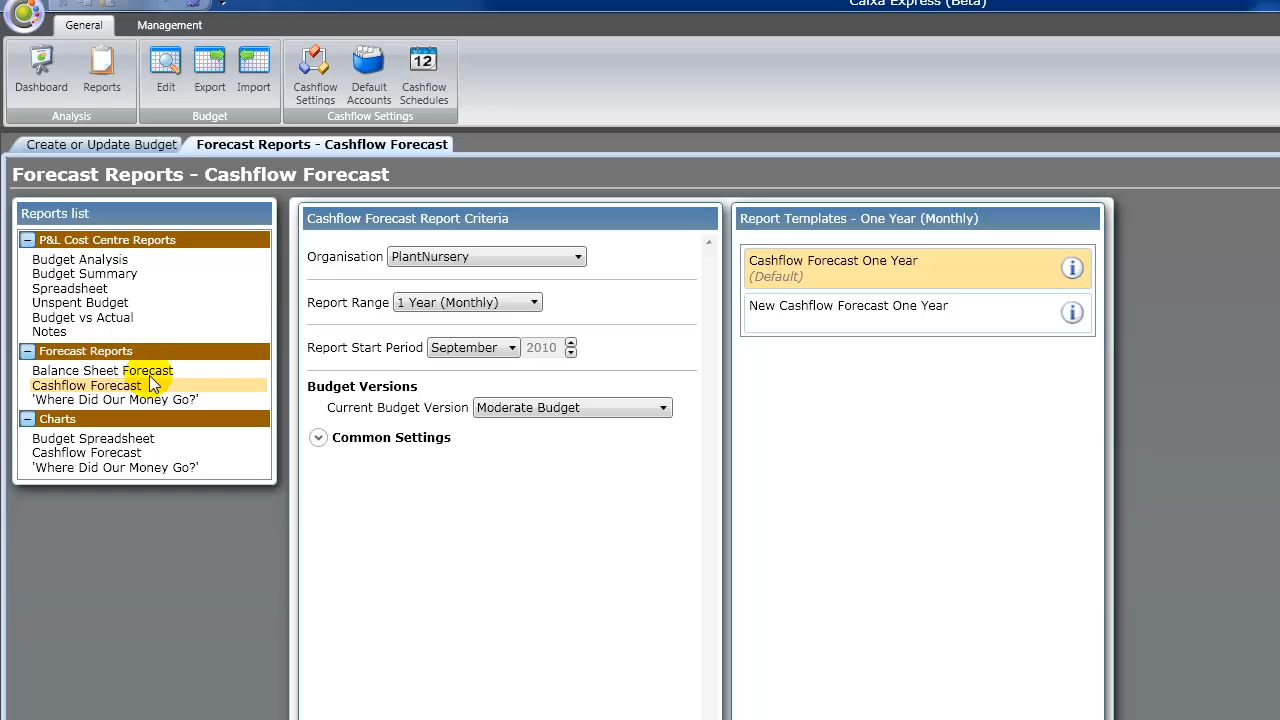 Calxa Express (Beta)
General Management
Dashboard Reports Edit Export Import Cashflow Settings Default Accounts Cashflow Schedules
12
Analysis Budget Cashflow Settings
Create or Update Budget Forecast Reports - Cashflow Forecast
Forecast Reports - Cashflow Forecast
Reports list
P&L Cost Centre Reports
Budget Analysis
Budget Summary
Spreadsheet
Unspent Budget
Budget vs Actual
Notes
Forecast Reports
Balance Sheet Forecast
Cashflow Forecast
'Where Did Our Money Go?'
Charts
Budget Spreadsheet
Cashflow Forecast
'Where Did Our Money Go?'
Cashflow Forecast Report Criteria
Organisation PlantNursery
Report Range 1 Year (Monthly)
Report Start Period September 2010
Budget Versions
Current Budget Version Moderate Budget
Common Settings
Report Templates - One Year (Monthly)
Cashflow Forecast One Year
(Default)
New Cashflow Forecast One Year